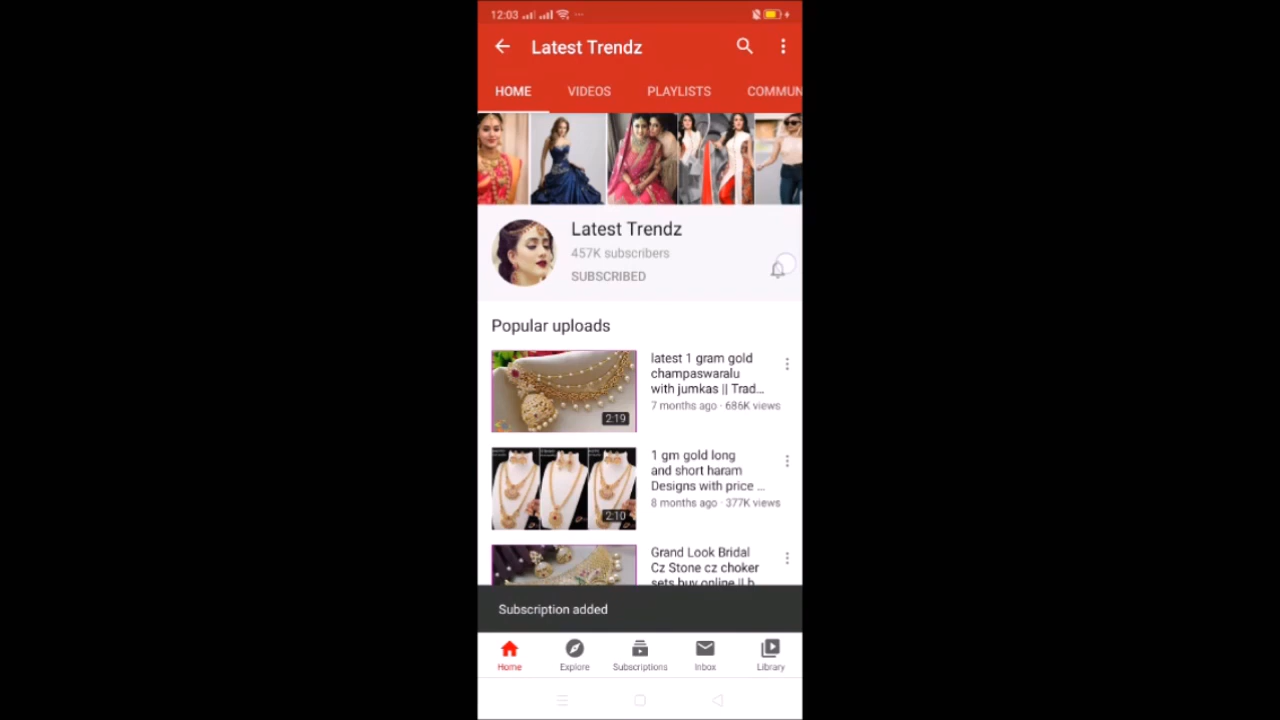 12:03
Latest Trendz
HOME VIDEOS PLAYLISTS COMMUN
Latest Trendz
457K subscribers
SUBSCRIBED
Popular uploads
latest 1 gram gold
champaswaralu
with jumkas || Trad...
7 months ago · 686K views
2:19
1 gm gold long
and short haram
Designs with price ...
8 months ago · 377K views
2:10
Grand Look Bridal
Cz Stone cz choker
sets buy online || b
Subscription added
Home Explore Subscriptions Inbox Library